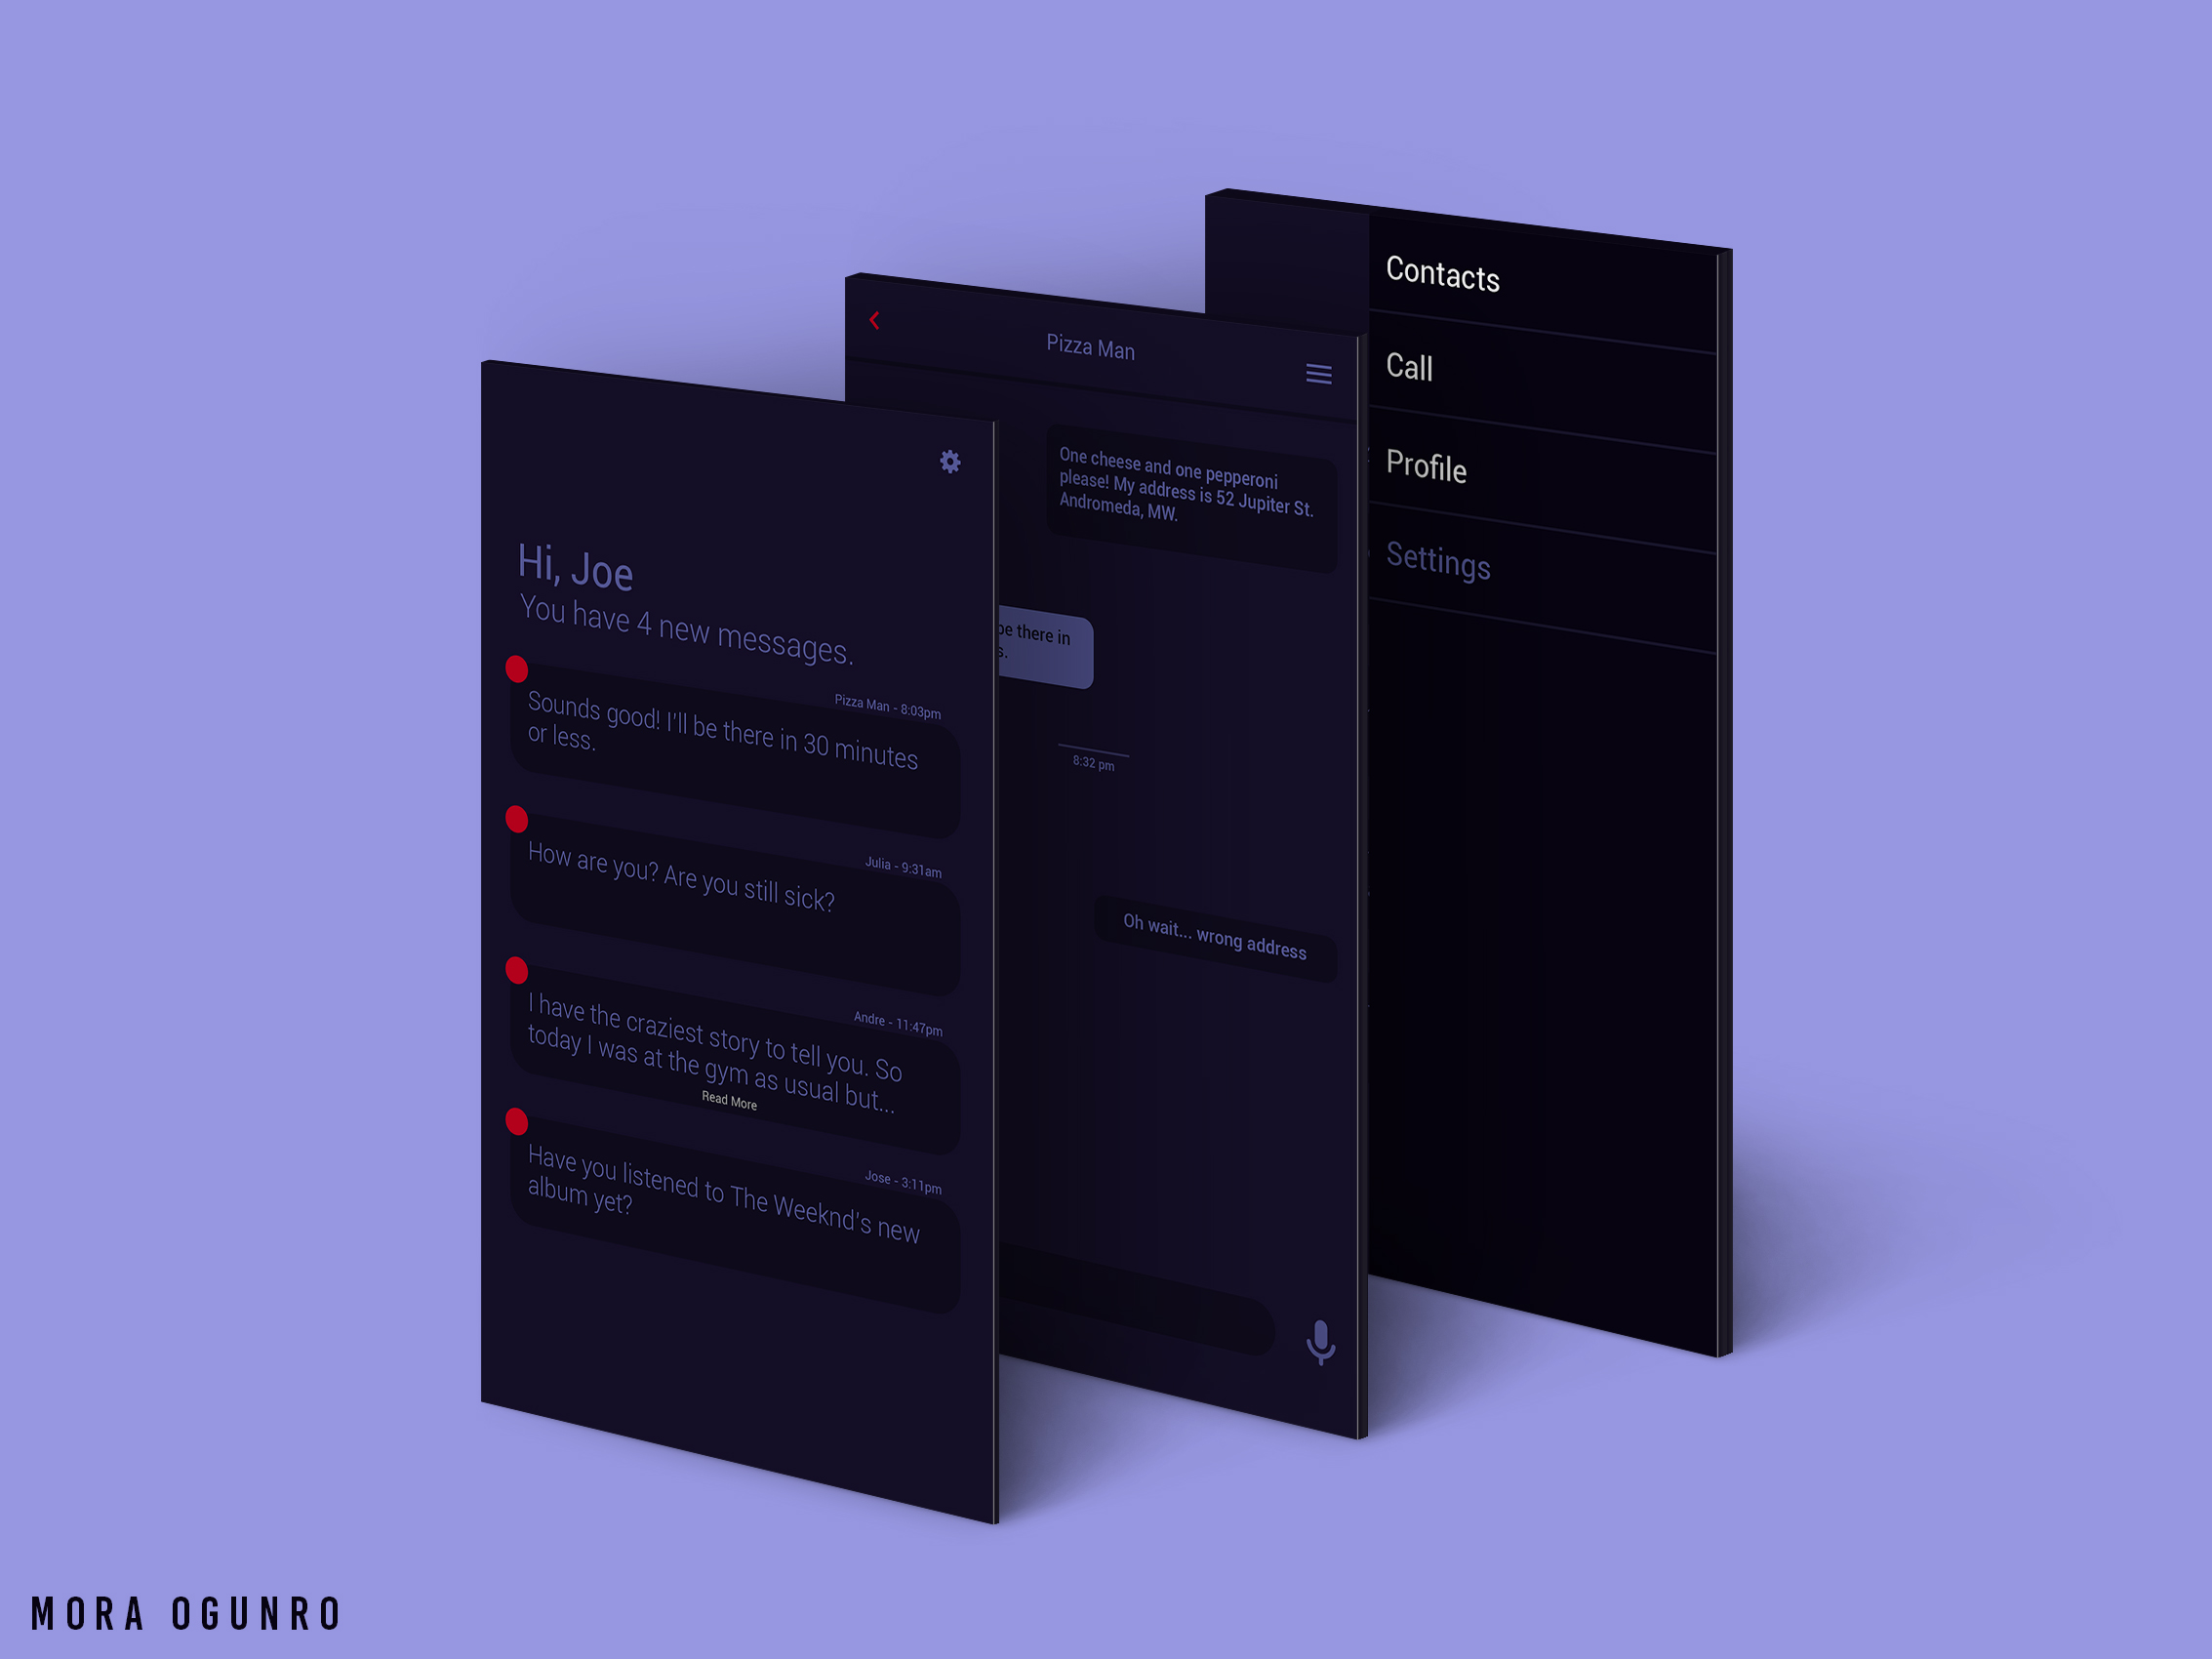 Hi, Joe
You have 4 new messages.
Pizza Man - 8:03pm
Sounds good! I'll be there in 30 minutes
or less.
Julia - 9:31am
How are you? Are you still sick?
Andre - 11:47pm
I have the craziest story to tell you. So
today I was at the gym as usual but...
Read More
Jose - 3:11pm
Have you listened to The Weeknd's new
album yet?
Pizza Man
One cheese and one pepperoni
please! My address is 52 Jupiter St.
Andromeda, MW.
be there in
s.
8:32 pm
Oh wait... wrong address
Contacts
Call
Profile
Settings
MORA OGUNRO